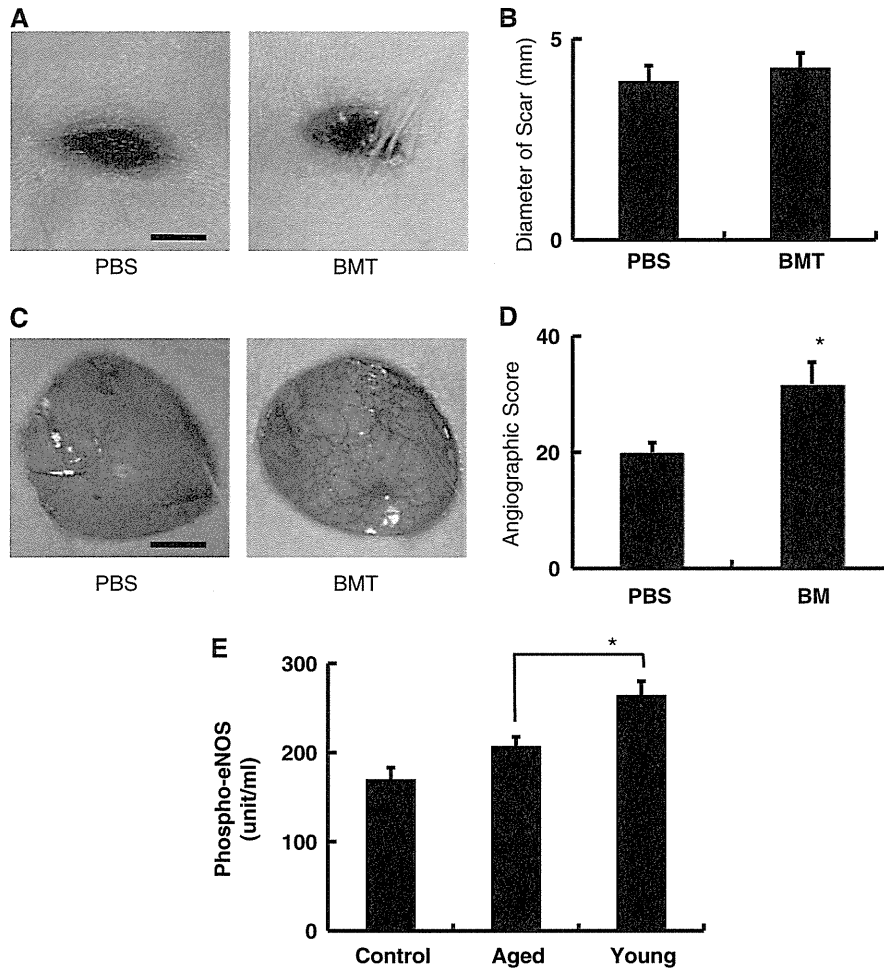 A
PBS
BMT
B
Diameter of Scar (mm)
5
0
PBS
BMT
C
PBS
BMT
D
Angiographic Score
40
20
0
*
PBS
BM
E
Phospho-eNOS
(unit/ml)
300
200
100
0
*
Control
Aged
Young